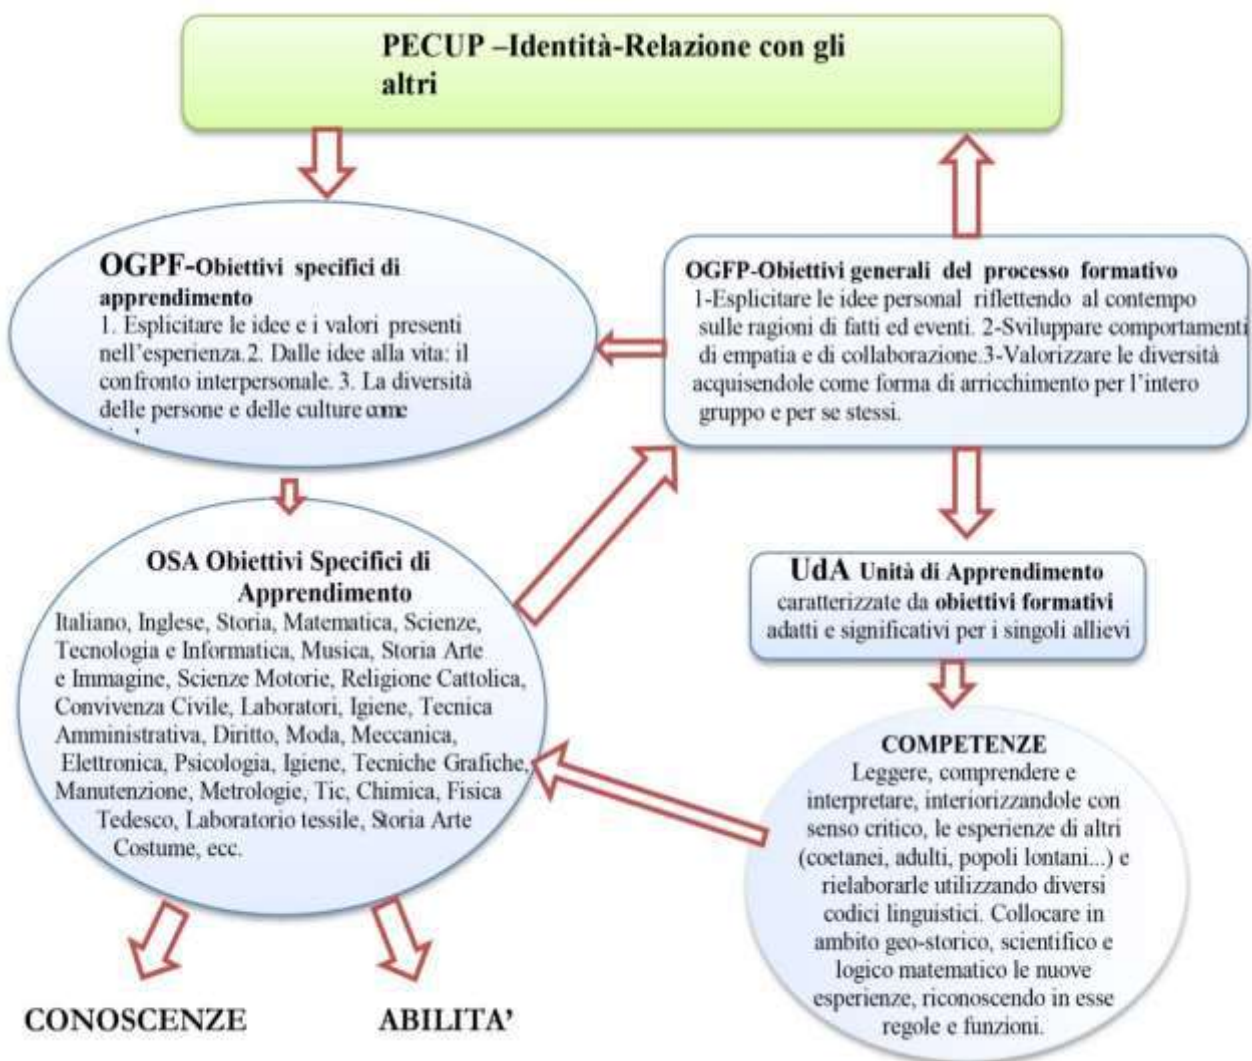 PECUP –Identità-Relazione con gli
altri
OGPF-Obiettivi specifici di
apprendimento
1. Esplicitare le idee e i valori presenti
nell'esperienza.2. Dalle idee alla vita: il
confronto interpersonale. 3. La diversità
delle persone e delle culture come
OGFP-Obiettivi generali del processo formativo
1-Esplicitare le idee personal riflettendo al contempo
sulle ragioni di fatti ed eventi. 2-Sviluppare comportamenti
di empatia e di collaborazione.3-Valorizzare le diversità
acquisendole come forma di arricchimento per l'intero
gruppo e per se stessi.
OSA Obiettivi Specifici di
Apprendimento
Italiano, Inglese, Storia, Matematica, Scienze,
Tecnologia e Informatica, Musica, Storia Arte
e Immagine, Scienze Motorie, Religione Cattolica,
Convivenza Civile, Laboratori, Igiene, Tecnica
Amministrativa, Diritto, Moda, Meccanica,
Elettronica, Psicologia, Igiene, Tecniche Grafiche,
Manutenzione, Metrologie, Tic, Chimica, Fisica
Tedesco, Laboratorio tessile, Storia Arte
Costume, ecc.
UdA Unità di Apprendimento
caratterizzate da obiettivi formativi
adatti e significativi per i singoli allievi
COMPETENZE
Leggere, comprendere e
interpretare, interiorizzandole con
senso critico, le esperienze di altri
(coetanei, adulti, popoli lontani...) e
rielaborarle utilizzando diversi
codici linguistici. Collocare in
ambito geo-storico, scientifico e
logico matematico le nuove
esperienze, riconoscendo in esse
regole e funzioni.
CONOSCENZE
ABILITA'